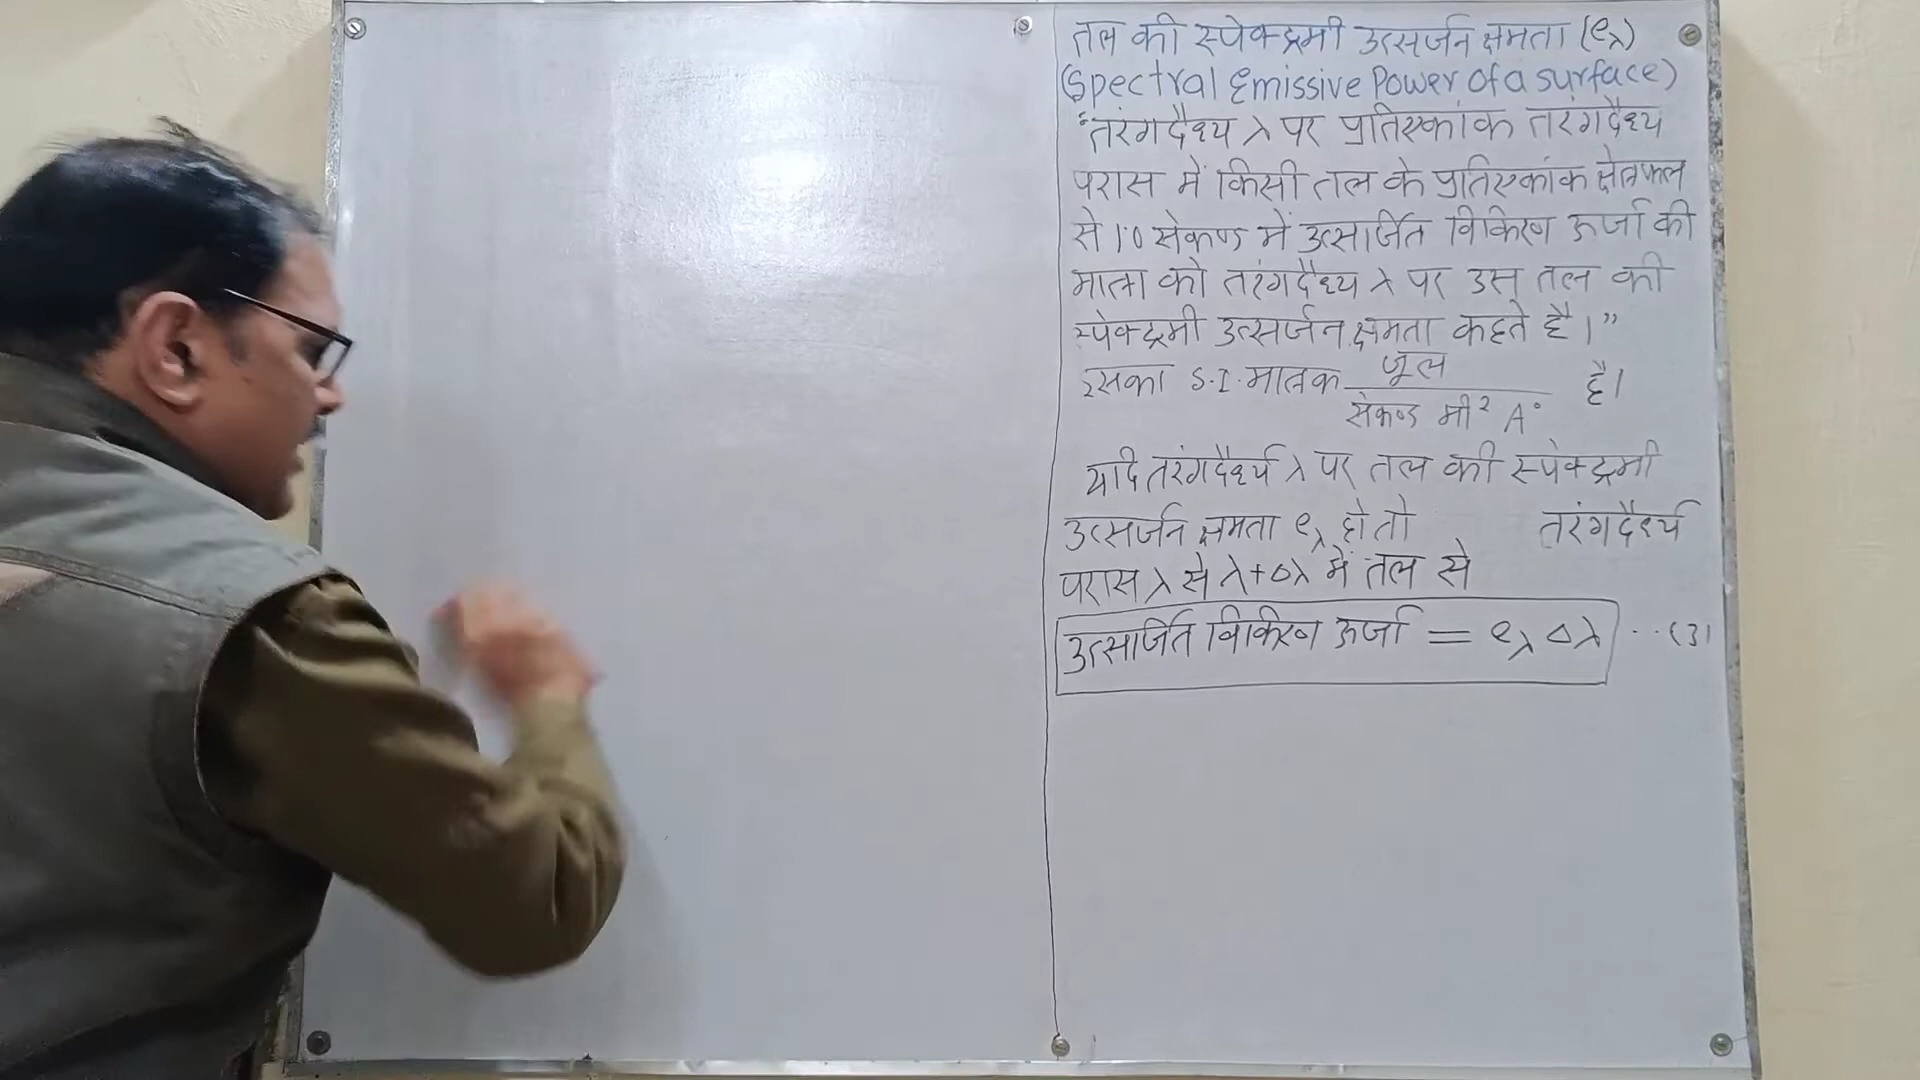 तल की स्पेक्ट्रमी उत्सर्जन क्षमता (eλ)
(Spectral Emissive Power of a surface)
"तरंगदैध्य λ पर प्रतिएकांक तरंगदैध्य
परास में किसी तल के प्रतिएकांक क्षेत्रफल
से 1.0 सेकण्ड में उत्सर्जित विकिरण ऊर्जा की
मात्रा को तरंगदैध्य λ पर उस तल की
स्पेक्ट्रमी उत्सर्जन क्षमता कहते है।"
इसका S.I. मात्रक जूल / सेकण्ड मी² A° है।
यदि तरंगदैर्ध्य λ पर तल की स्पेक्ट्रमी
उत्सर्जन क्षमता eλ हो तो तरंगदैर्ध्य
परास λ से λ+Δλ में तल से
उत्सर्जित विकिरण ऊर्जा = eλ Δλ ...(3)